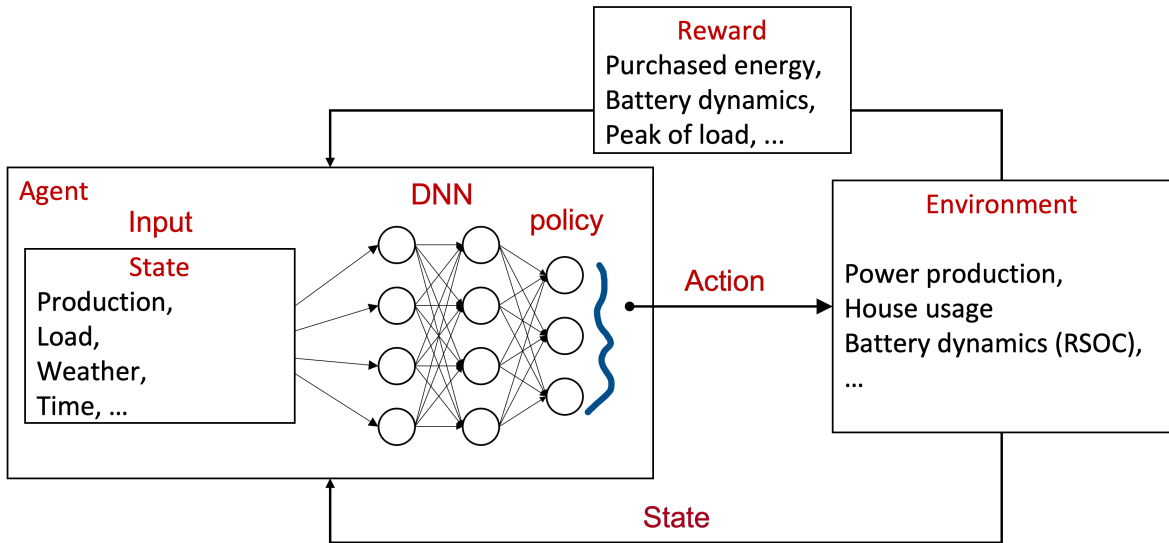 Reward
Purchased energy,
Battery dynamics,
Peak of load, ...
Agent
Input
State
Production,
Load,
Weather,
Time, ...
DNN
policy
Action
Environment
Power production,
House usage
Battery dynamics (RSOC),
...
State